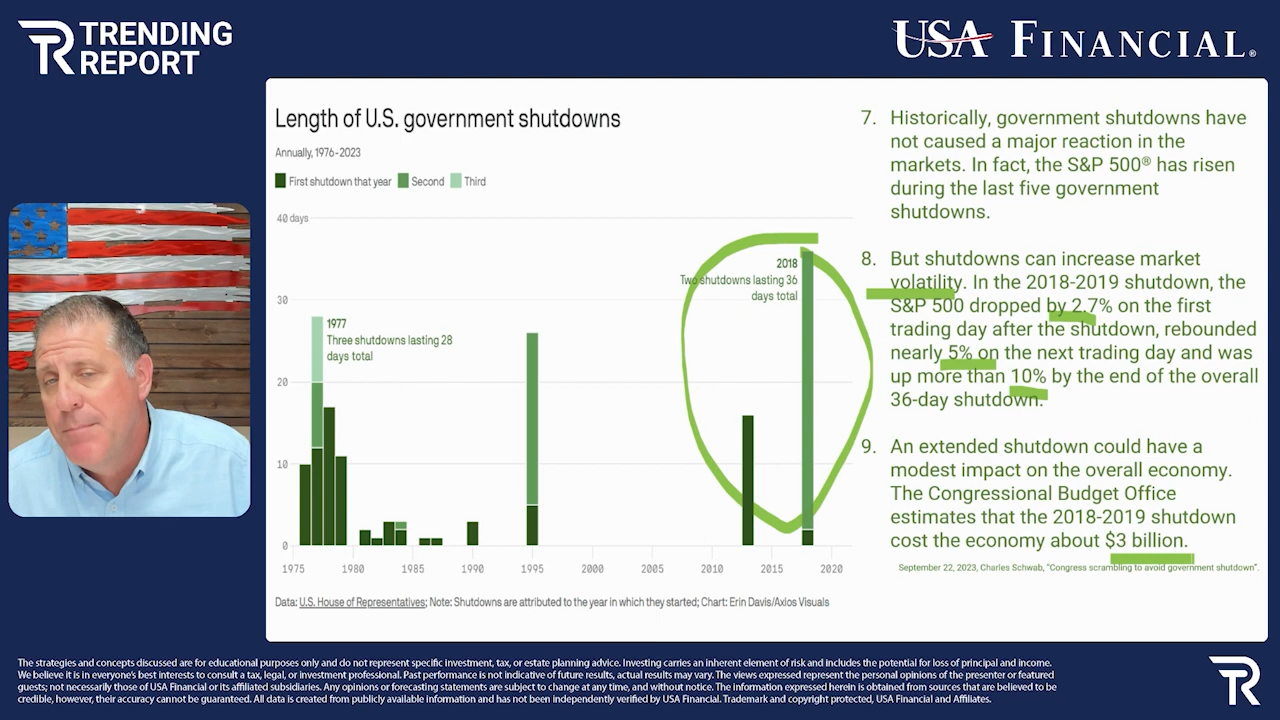 TRENDING
REPORT
USA FINANCIAL®
Length of U.S. government shutdowns
Annually, 1976-2023
First shutdown that year Second Third
40 days
30
20
10
0
1977
Three shutdowns lasting 28
days total
2018
Two shutdowns lasting 36
days total
1975 1980 1985 1990 1995 2000 2005 2010 2015 2020
Data: U.S. House of Representatives; Note: Shutdowns are attributed to the year in which they started; Chart: Erin Davis/Axios Visuals
7. Historically, government shutdowns have
not caused a major reaction in the
markets. In fact, the S&P 500® has risen
during the last five government
shutdowns.
8. But shutdowns can increase market
volatility. In the 2018-2019 shutdown, the
S&P 500 dropped by 2.7% on the first
trading day after the shutdown, rebounded
nearly 5% on the next trading day and was
up more than 10% by the end of the overall
36-day shutdown.
9. An extended shutdown could have a
modest impact on the overall economy.
The Congressional Budget Office
estimates that the 2018-2019 shutdown
cost the economy about $3 billion.
September 22, 2023, Charles Schwab, "Congress scrambling to avoid government shutdown".
The strategies and concepts discussed are for educational purposes only and do not represent specific investment, tax, or estate planning advice. Investing carries an inherent element of risk and includes the potential for loss of principal and income.
We believe it is in everyone's best interests to consult a tax, legal, or investment professional. Past performance is not indicative of future results, actual results may vary. The views expressed represent the personal opinions of the presenter or featured
guests; not necessarily those of USA Financial or its affiliated subsidiaries. Any opinions or forecasting statements are subject to change at any time, and without notice. The information expressed herein is obtained from sources that are believed to be
credible, however, their accuracy cannot be guaranteed. All data is created from publicly available information and has not been independently verified by USA Financial. Trademark and copyright protected, USA Financial and Affiliates.